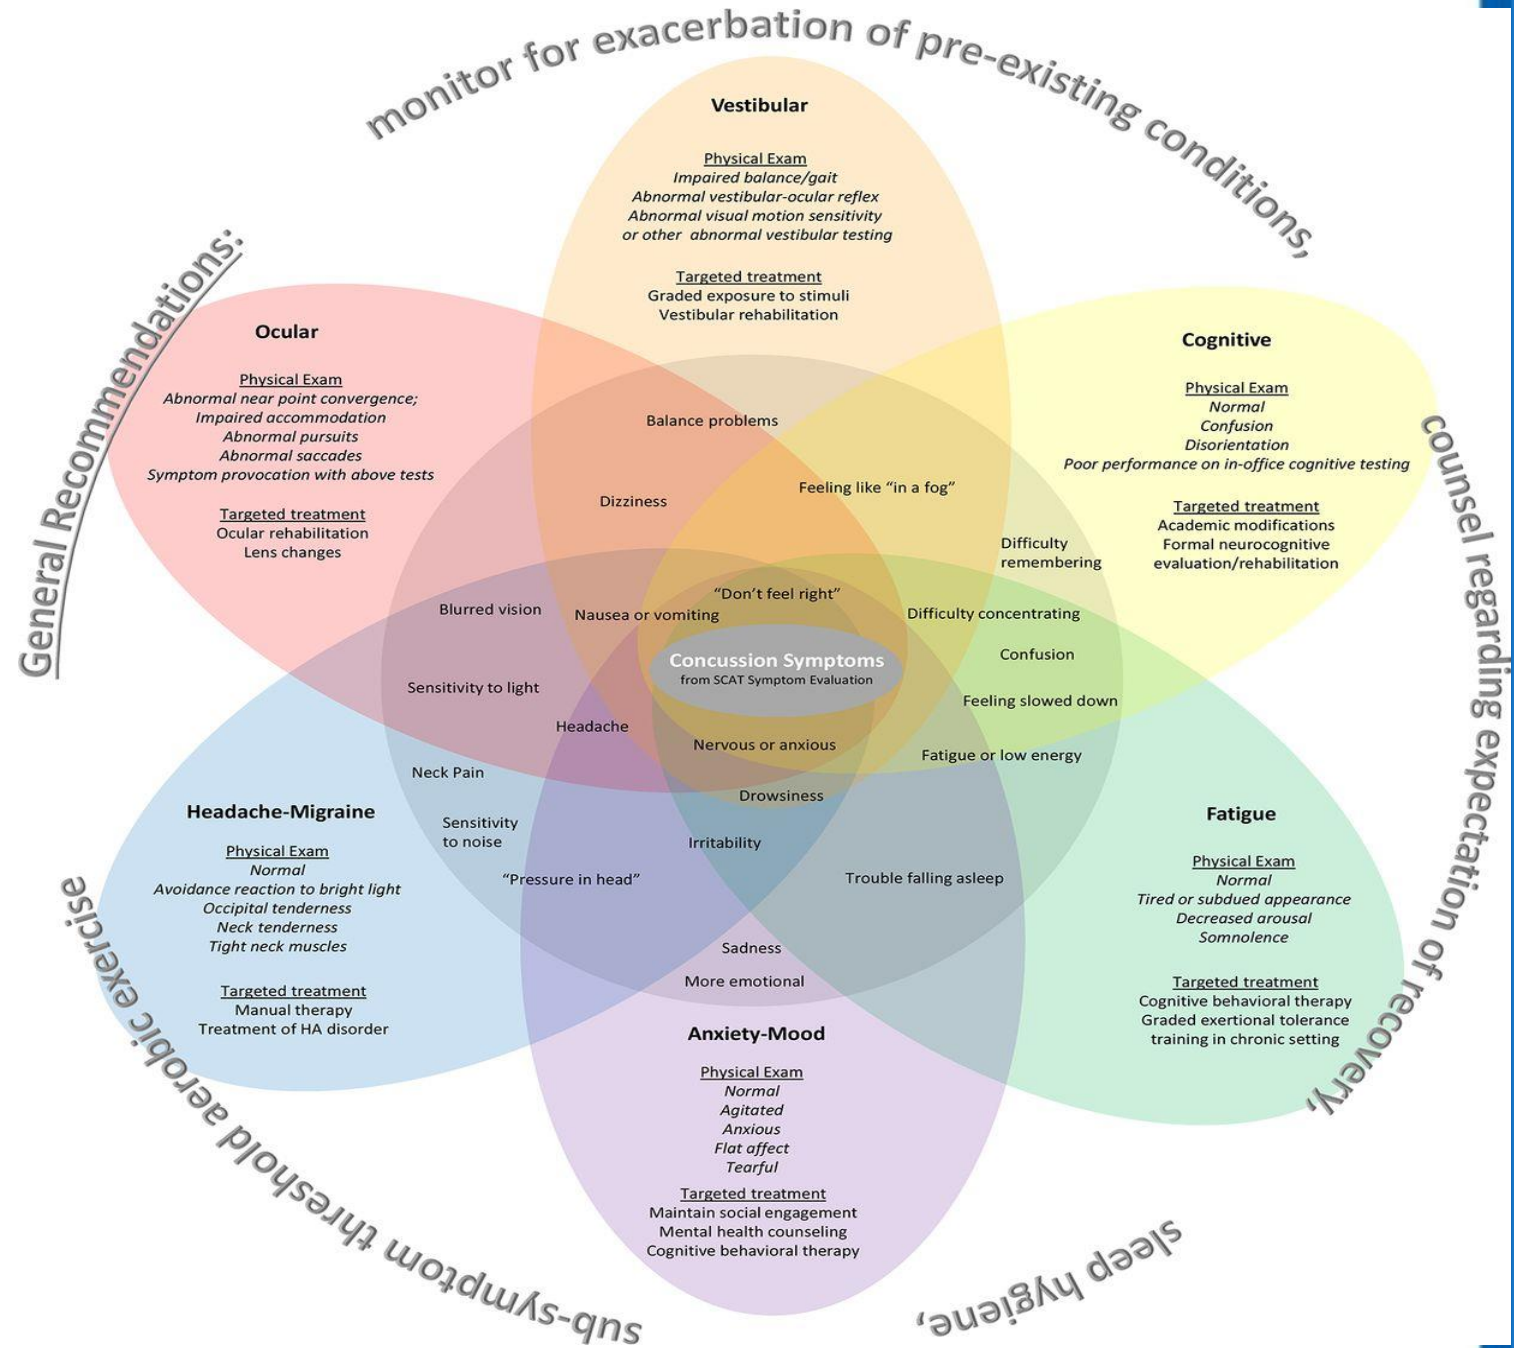 General Recommendations:
monitor for exacerbation of pre-existing conditions,
counsel regarding expectation of recovery,
sleep hygiene,
sub-symptom threshold aerobic exercise
Vestibular
Physical Exam
Impaired balance/gait
Abnormal vestibular-ocular reflex
Abnormal visual motion sensitivity
or other abnormal vestibular testing
Targeted treatment
Graded exposure to stimuli
Vestibular rehabilitation
Ocular
Physical Exam
Abnormal near point convergence;
Impaired accommodation
Abnormal pursuits
Abnormal saccades
Symptom provocation with above tests
Targeted treatment
Ocular rehabilitation
Lens changes
Cognitive
Physical Exam
Normal
Confusion
Disorientation
Poor performance on in-office cognitive testing
Targeted treatment
Academic modifications
Formal neurocognitive
evaluation/rehabilitation
Balance problems
Feeling like “in a fog”
Dizziness
Difficulty
remembering
“Don’t feel right”
Blurred vision
Nausea or vomiting
Difficulty concentrating
Concussion Symptoms
from SCAT Symptom Evaluation
Confusion
Sensitivity to light
Feeling slowed down
Headache
Nervous or anxious
Fatigue or low energy
Neck Pain
Drowsiness
Sensitivity
to noise
Irritability
“Pressure in head”
Trouble falling asleep
Sadness
More emotional
Headache-Migraine
Physical Exam
Normal
Avoidance reaction to bright light
Occipital tenderness
Neck tenderness
Tight neck muscles
Targeted treatment
Manual therapy
Treatment of HA disorder
Fatigue
Physical Exam
Normal
Tired or subdued appearance
Decreased arousal
Somnolence
Targeted treatment
Cognitive behavioral therapy
Graded exertional tolerance
training in chronic setting
Anxiety-Mood
Physical Exam
Normal
Agitated
Anxious
Flat affect
Tearful
Targeted treatment
Maintain social engagement
Mental health counseling
Cognitive behavioral therapy